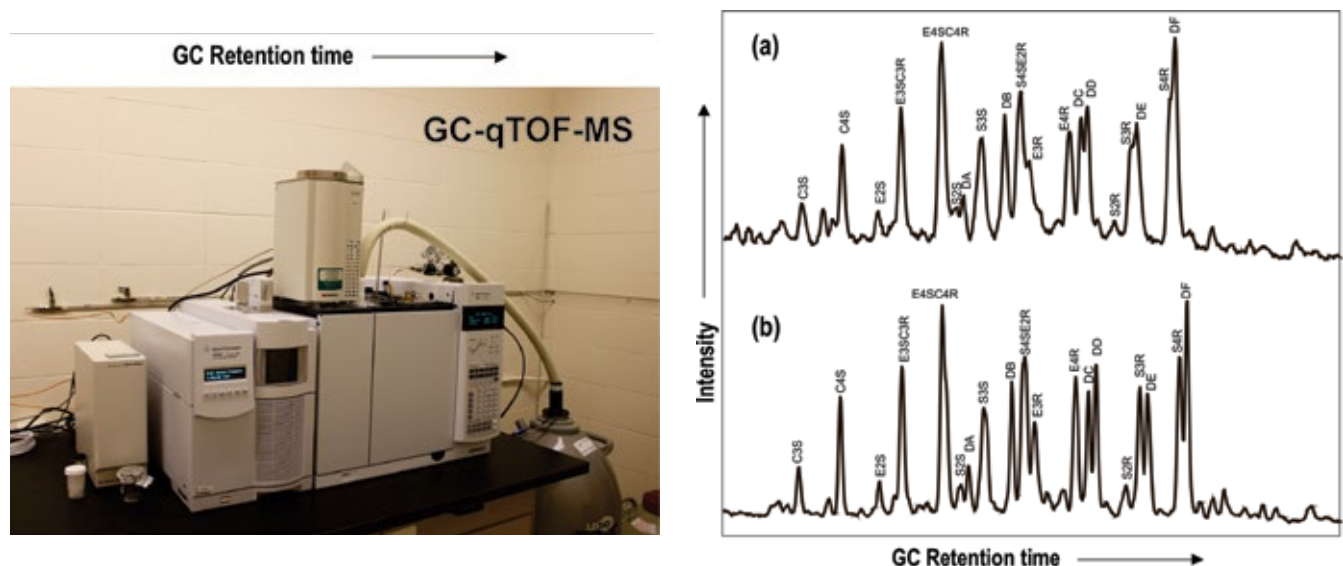 GC Retention time
GC-qTOF-MS
(a)
C3S
C4S
E2S
E3SC3R
E4SC4R
S2S
DA
S3S
DB
S4SE2R
E3R
E4R
DC
DD
S2R
S3R
DE
S4R
DF
Intensity
(b)
C3S
C4S
E2S
E3SC3R
E4SC4R
S2S
DA
S3S
DB
S4SE2R
E3R
E4R
DC
DD
S2R
S3R
DE
S4R
DF
GC Retention time